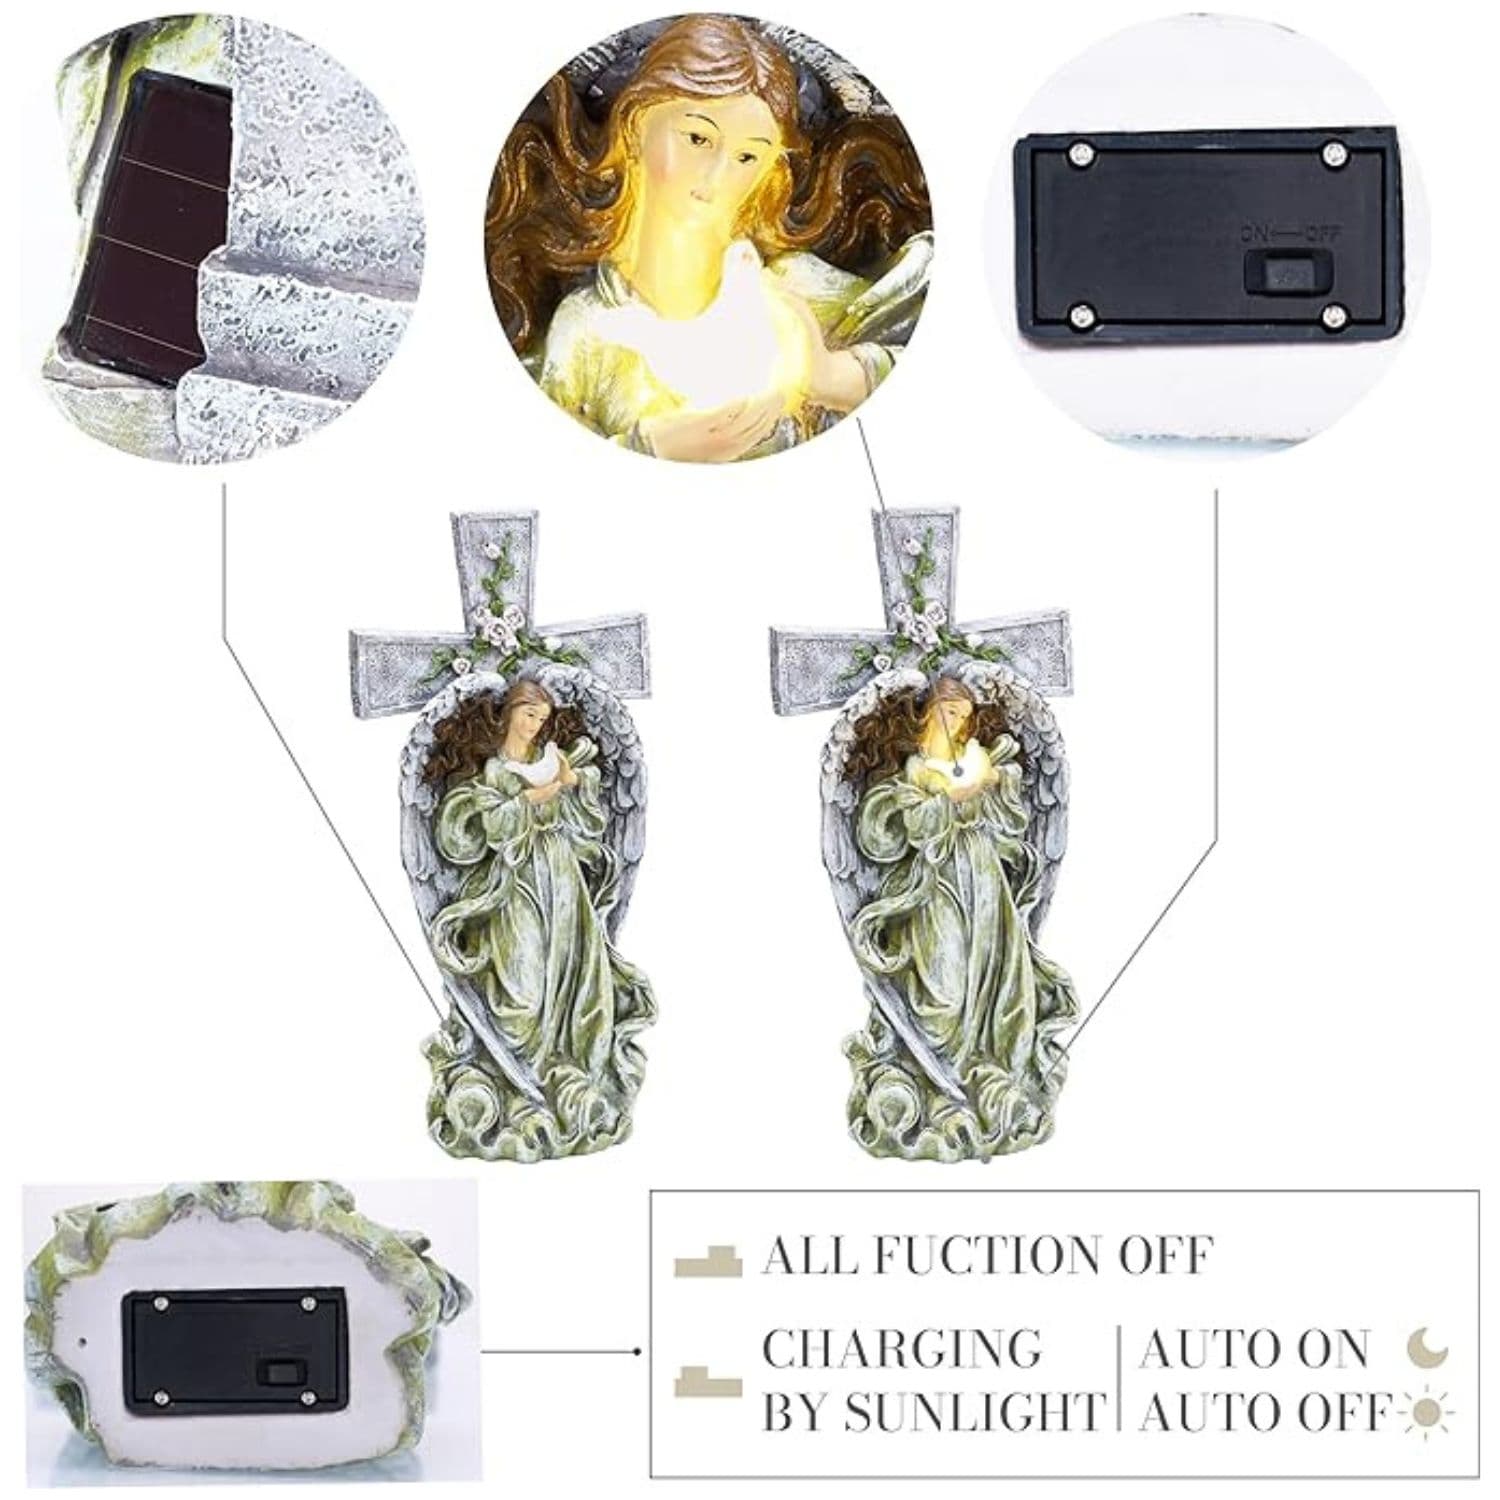 ON OFF
ALL FUCTION OFF
CHARGING
BY SUNLIGHT
AUTO ON
AUTO OFF